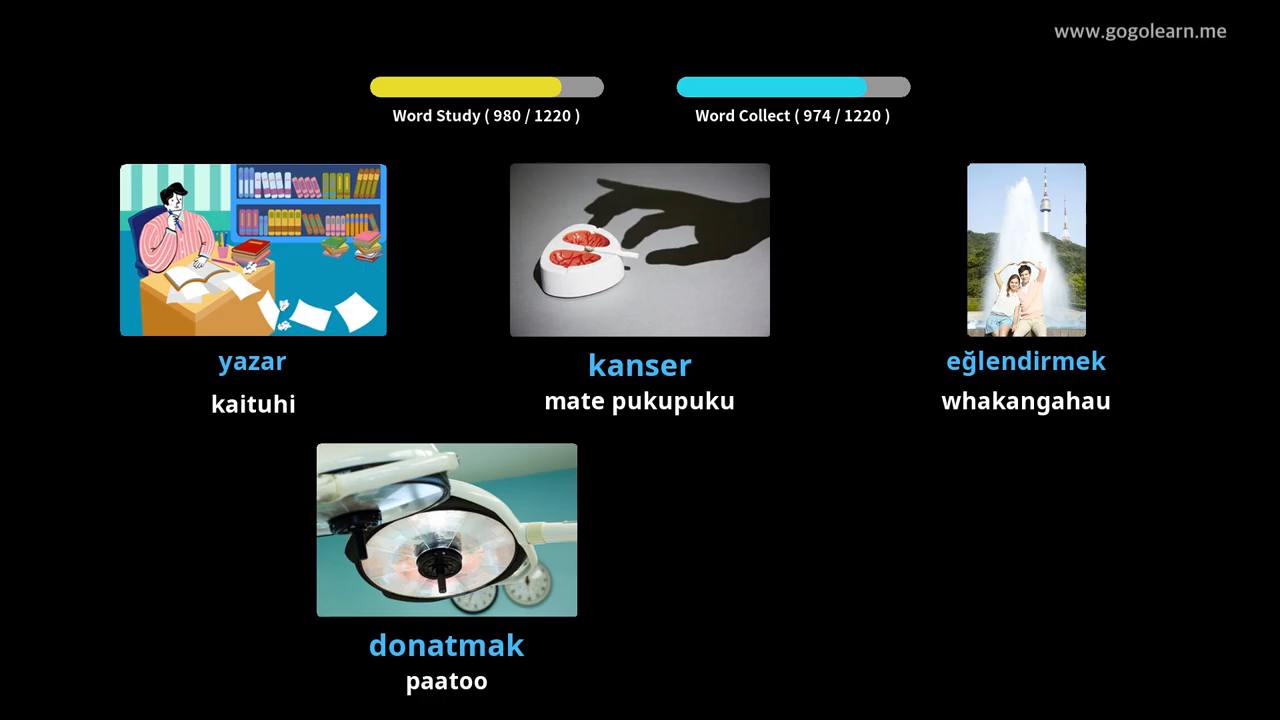 www.gogolearn.me
Word Study ( 980 / 1220 )
Word Collect ( 974 / 1220 )
yazar
kaituhi
kanser
mate pukupuku
eğlendirmek
whakangahau
donatmak
paatoo